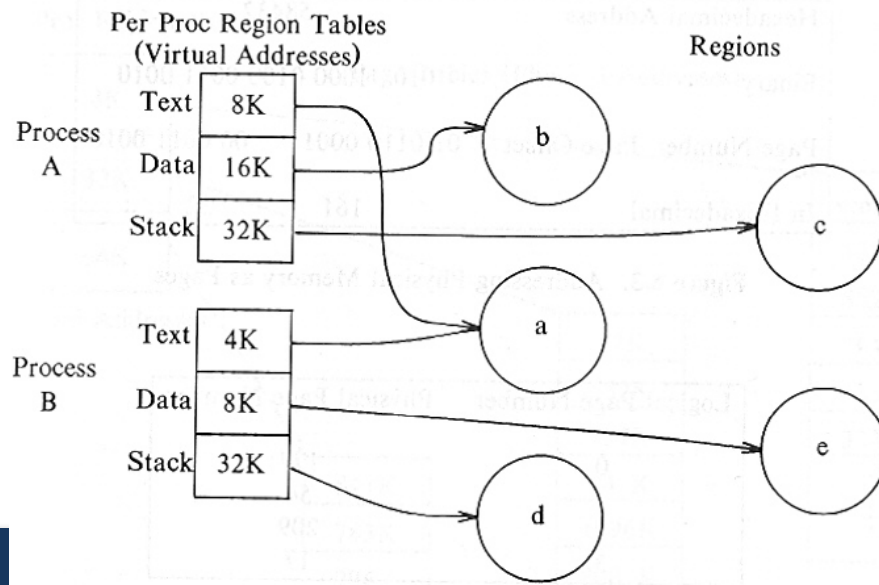 Per Proc Region Tables
(Virtual Addresses)
Regions
Process
A
Text 8K
Data 16K
Stack 32K
b
c
a
Process
B
Text 4K
Data 8K
Stack 32K
e
d